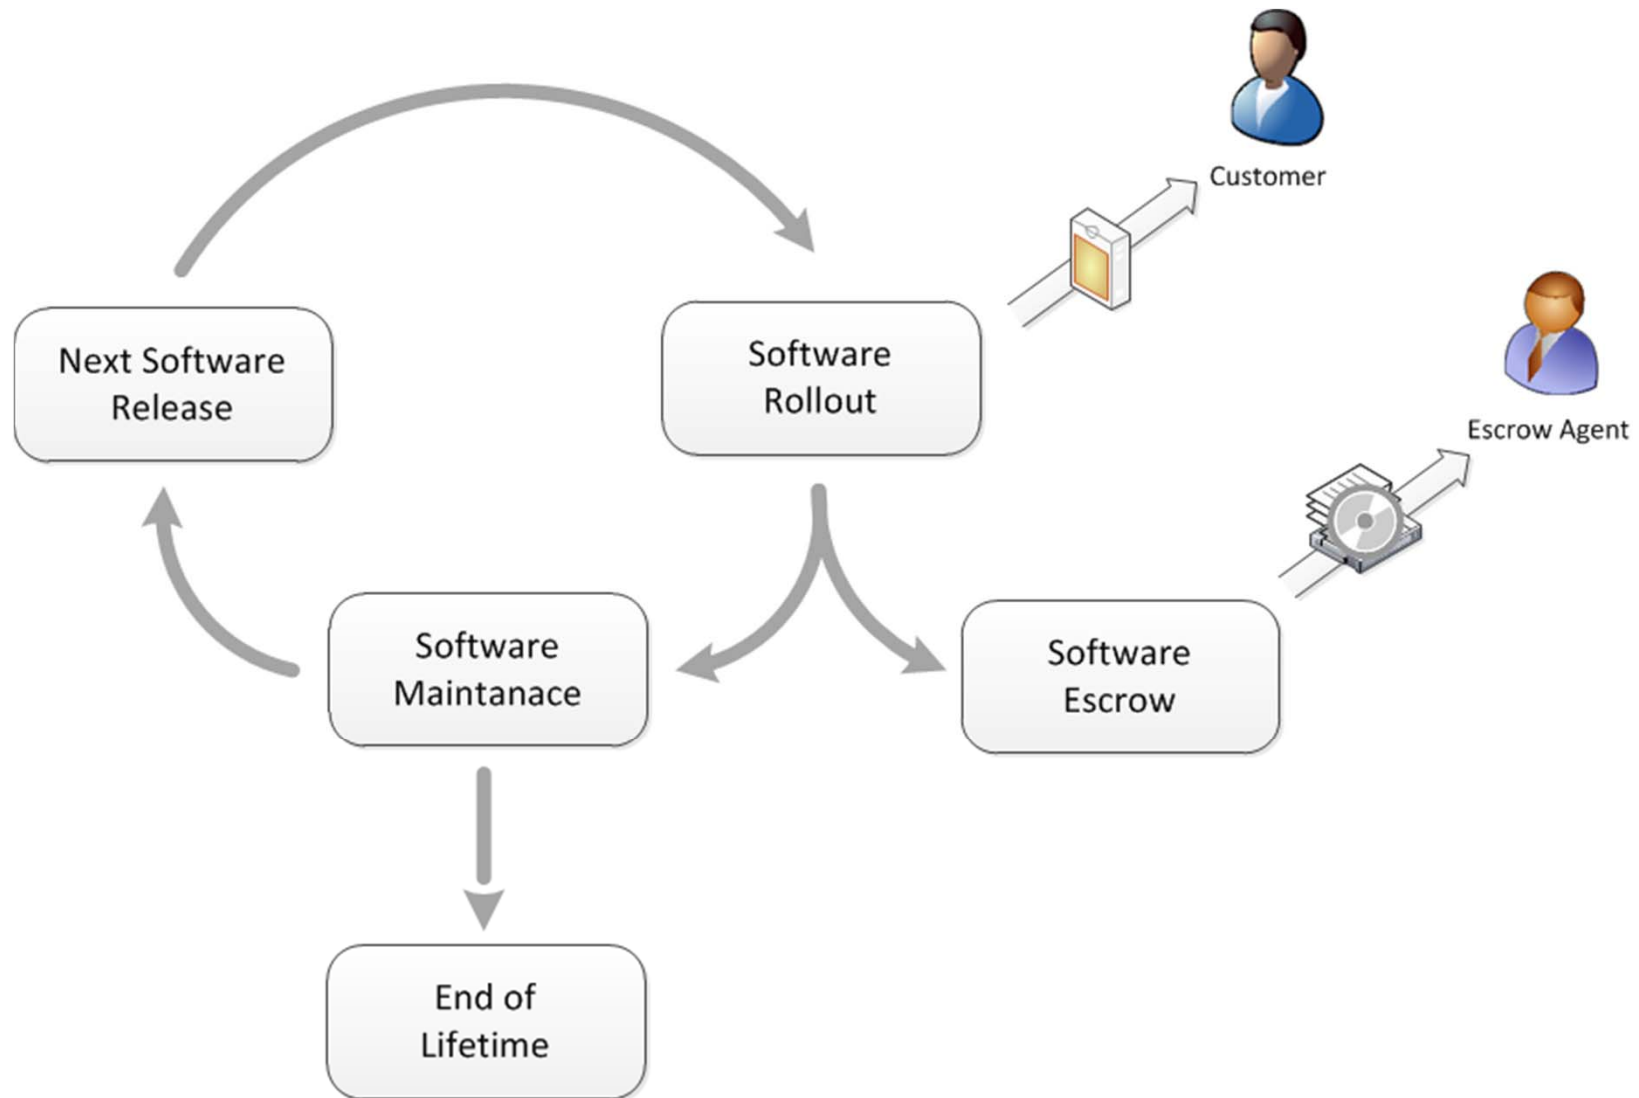 Customer
Next Software
Release
Software
Rollout
Escrow Agent
Software
Maintanace
Software
Escrow
End of
Lifetime